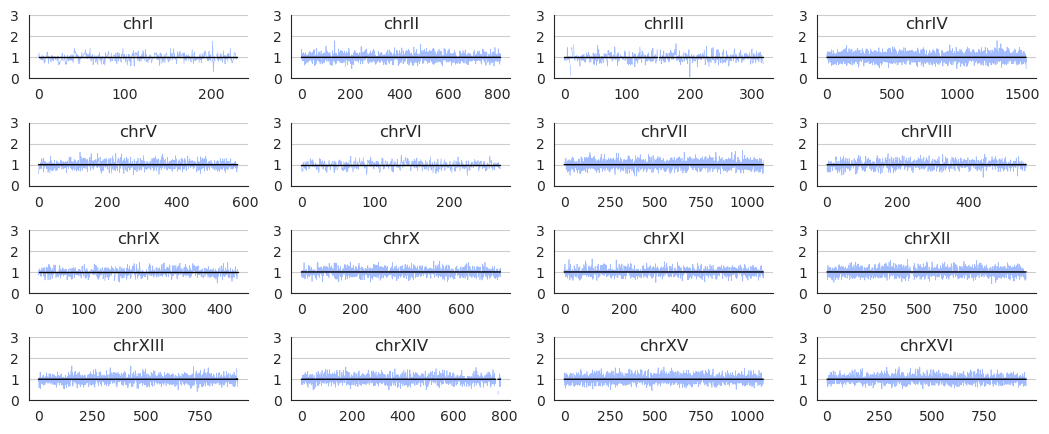 chrI chrII chrIII chrIV
3 3 3 3
2 2 2 2
1 1 1 1
0 0 0 0
0 100 200 0 200 400 600 800 0 100 200 300 0 500 1000 1500
chrV chrVI chrVII chrVIII
3 3 3 3
2 2 2 2
1 1 1 1
0 0 0 0
0 200 400 600 0 100 200 0 250 500 750 1000 0 200 400
chrIX chrX chrXI chrXII
3 3 3 3
2 2 2 2
1 1 1 1
0 0 0 0
0 100 200 300 400 0 200 400 600 0 200 400 600 0 250 500 750 1000
chrXIII chrXIV chrXV chrXVI
3 3 3 3
2 2 2 2
1 1 1 1
0 0 0 0
0 250 500 750 0 200 400 600 800 0 250 500 750 1000 0 250 500 750